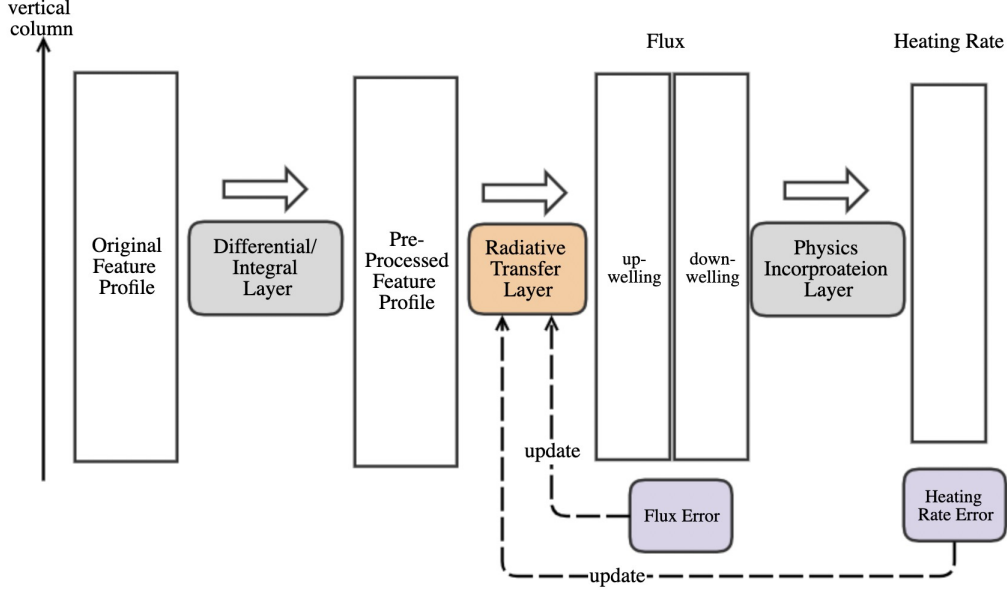 vertical
column
Flux
Heating Rate
Original
Feature
Profile
Differential/
Integral
Layer
Pre-
Processed
Feature
Profile
Radiative
Transfer
Layer
up-
welling
down-
welling
Physics
Incorproateion
Layer
update
Flux Error
Heating
Rate Error
update